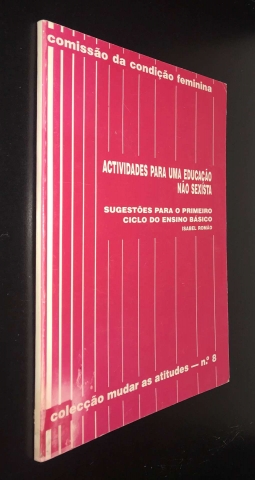 comissão da condição feminina
ACTIVIDADES PARA UMA EDUCAÇÃO
NÃO SEXISTA
SUGESTÕES PARA O PRIMEIRO
CICLO DO ENSINO BÁSICO
ISABEL ROMÃO
colecção mudar as atitudes — n.º 8